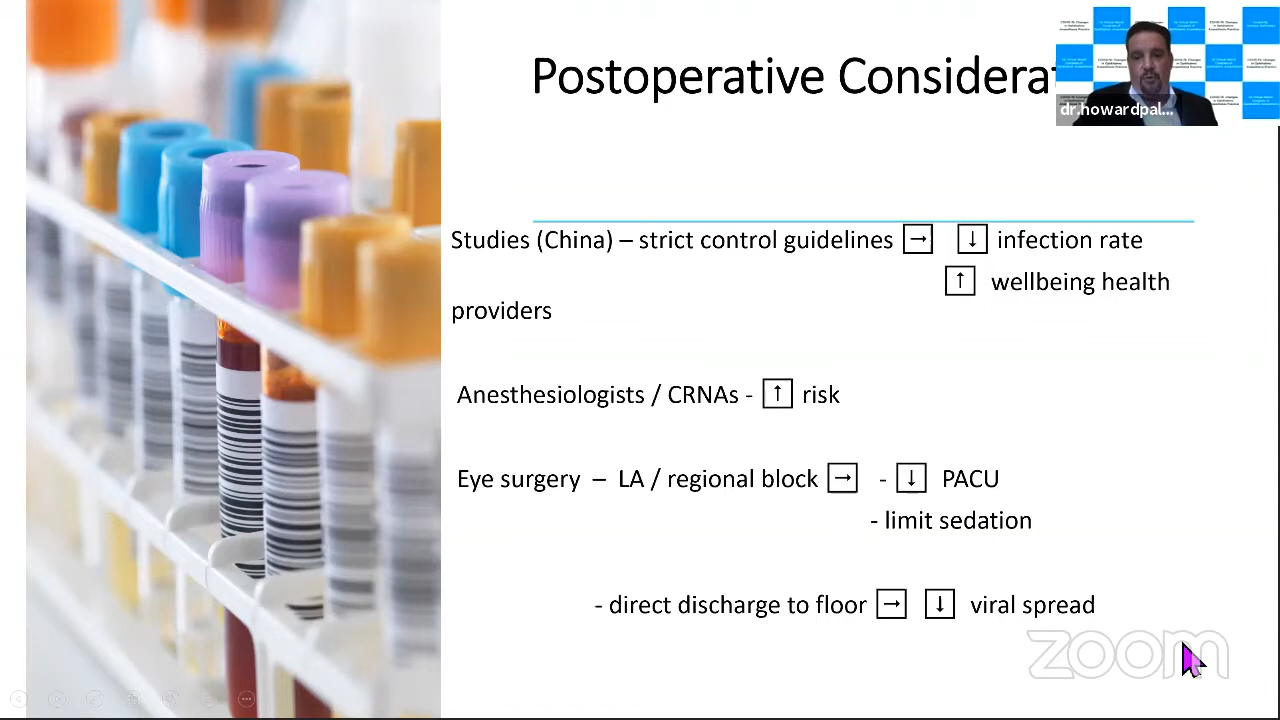 Postoperative Considerat
dr.howardpal...
Studies (China) – strict control guidelines → ↓ infection rate
↑ wellbeing health
providers
Anesthesiologists / CRNAs - ↑ risk
Eye surgery – LA / regional block → - ↓ PACU
- limit sedation
- direct discharge to floor → ↓ viral spread
zoom